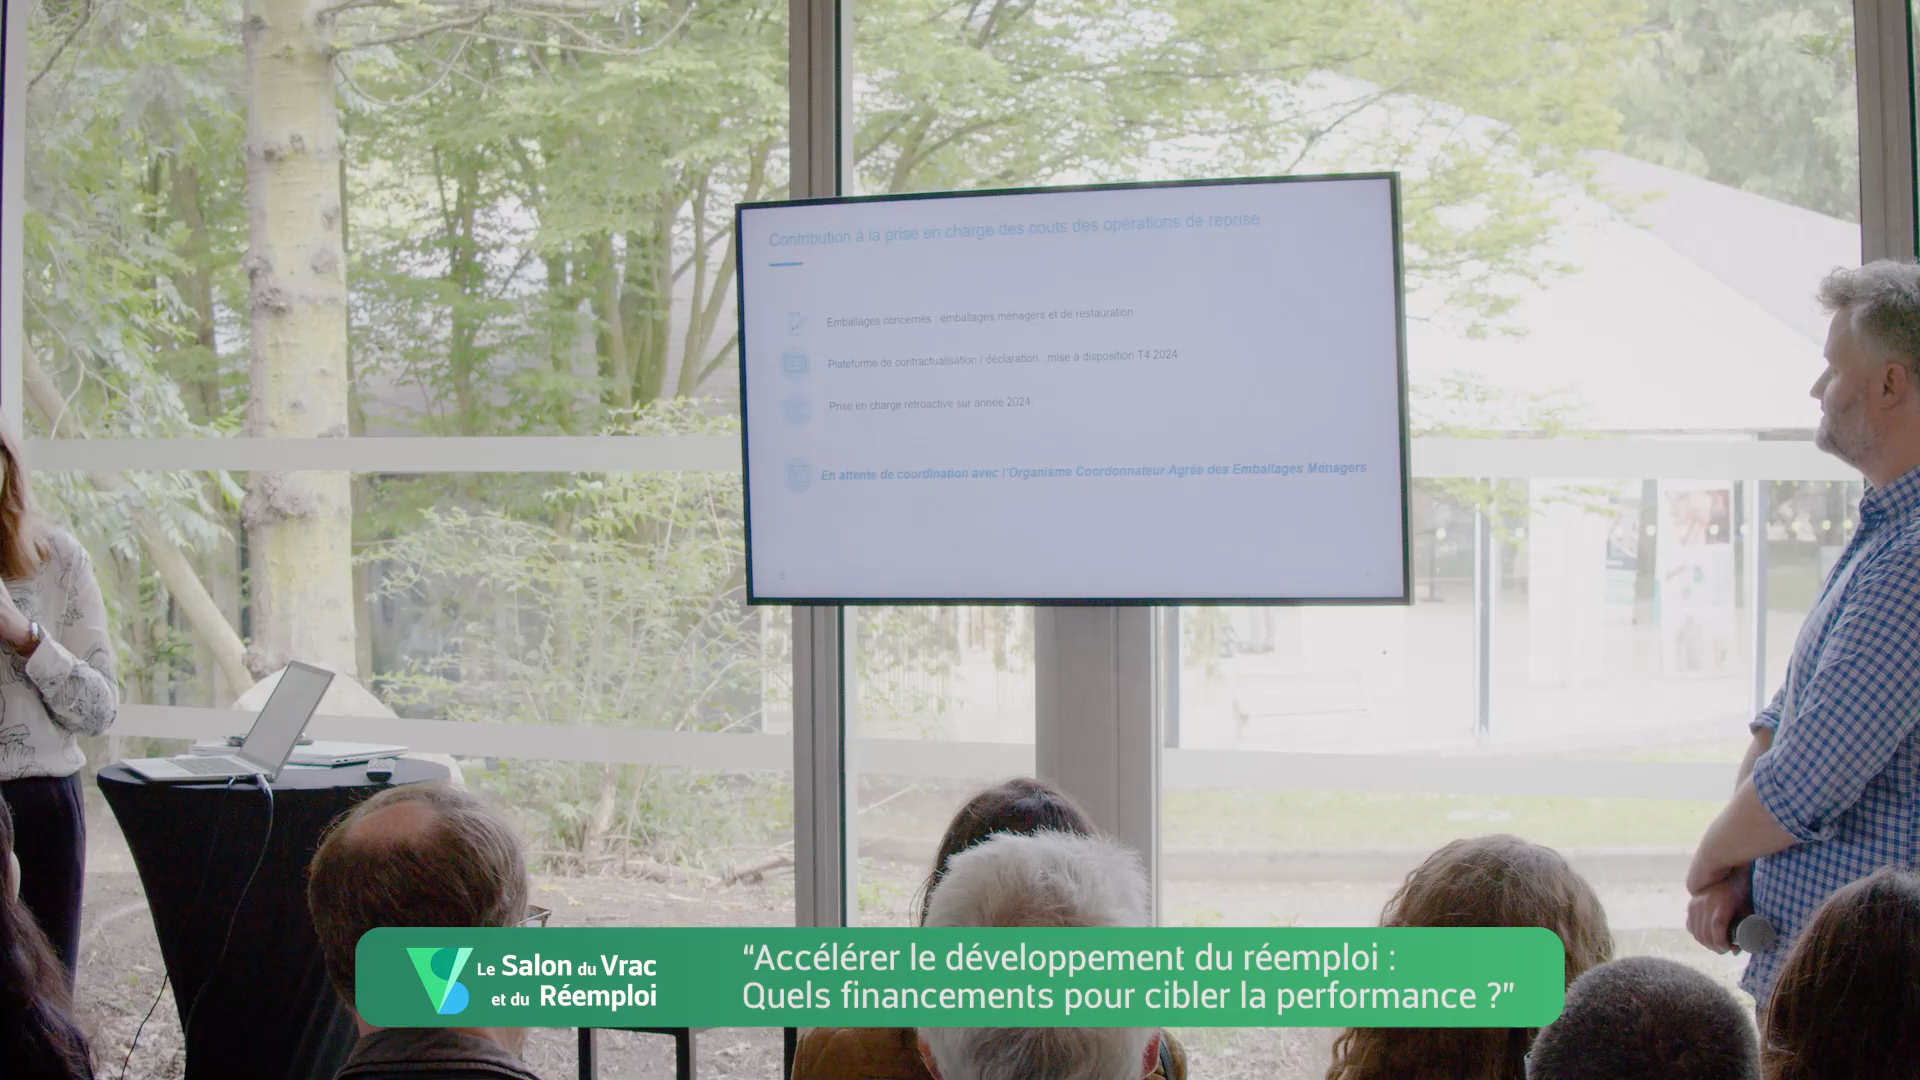 Contribution à la prise en charge des couts des opérations de reprise
Emballages concernés : emballages ménagers et de restauration
Plateforme de contractualisation / déclaration : mise à disposition T4 2024
Prise en charge rétroactive sur année 2024
En attente de coordination avec l'Organisme Coordonnateur Agrée des Emballages Ménagers
Le Salon du Vrac
et du Réemploi
“Accélérer le développement du réemploi :
Quels financements pour cibler la performance ?”